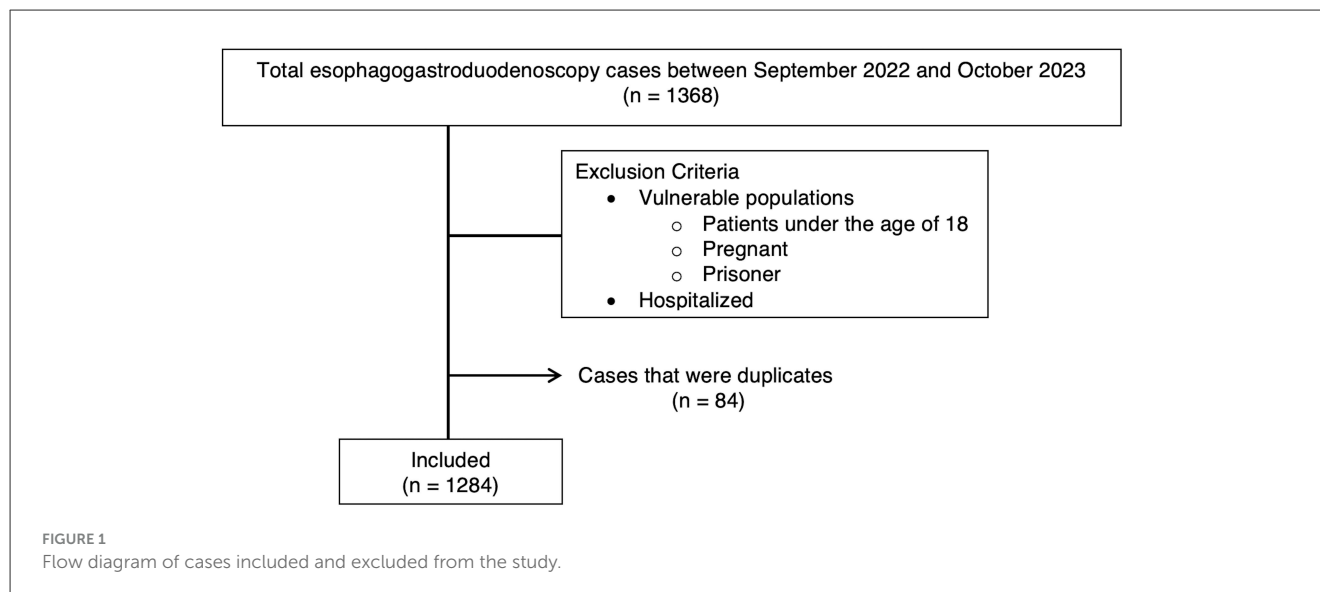 Total esophagogastroduodenoscopy cases between September 2022 and October 2023
(n = 1368)
Exclusion Criteria
• Vulnerable populations
o Patients under the age of 18
o Pregnant
o Prisoner
• Hospitalized
Cases that were duplicates
(n = 84)
Included
(n = 1284)
FIGURE 1
Flow diagram of cases included and excluded from the study.